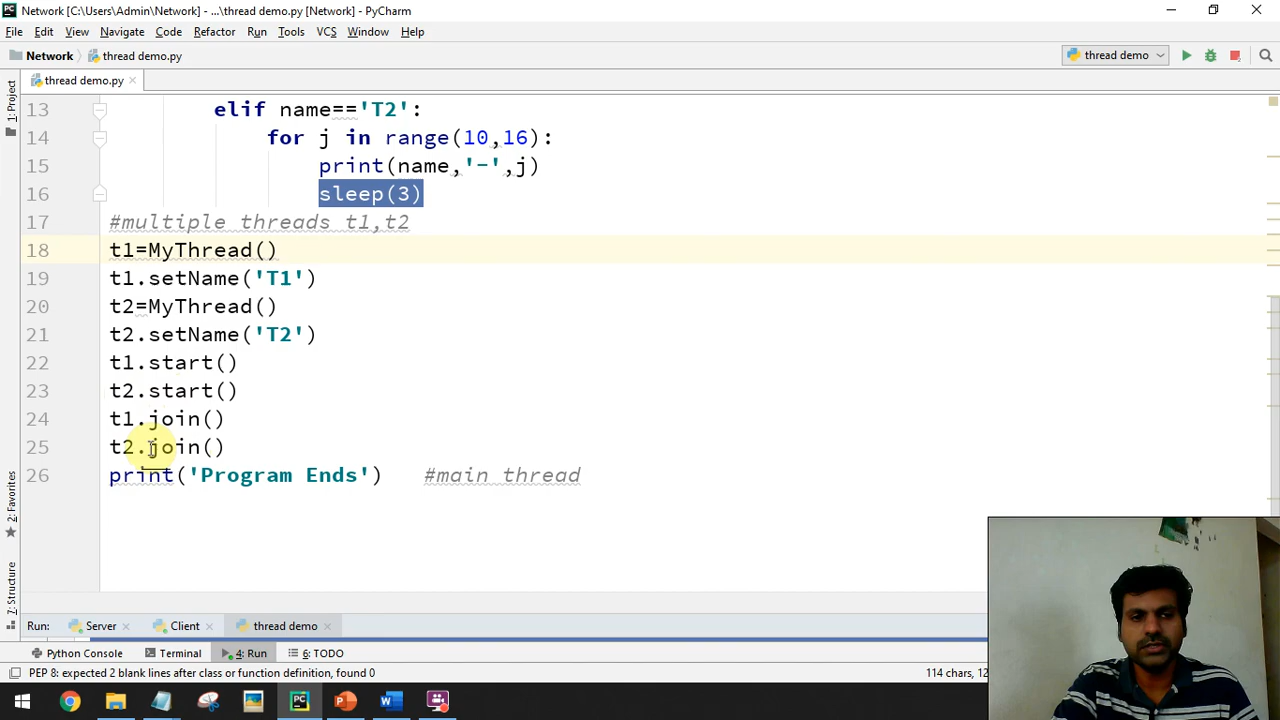 Network [C:\Users\Admin\Network] - ...\thread demo.py [Network] - PyCharm
File Edit View Navigate Code Refactor Run Tools VCS Window Help
Network thread demo.py thread demo
thread demo.py
1: Project
13 elif name=='T2':
14 for j in range(10,16):
15 print(name,'-',j)
16 sleep(3)
17 #multiple threads t1,t2
18 t1=MyThread()
19 t1.setName('T1')
20 t2=MyThread()
21 t2.setName('T2')
22 t1.start()
23 t2.start()
24 t1.join()
25 t2.join()
26 print('Program Ends') #main thread
2: Favorites
7: Structure
Run: Server Client thread demo
Python Console Terminal 4: Run 6: TODO
PEP 8: expected 2 blank lines after class or function definition, found 0
114 chars, 12